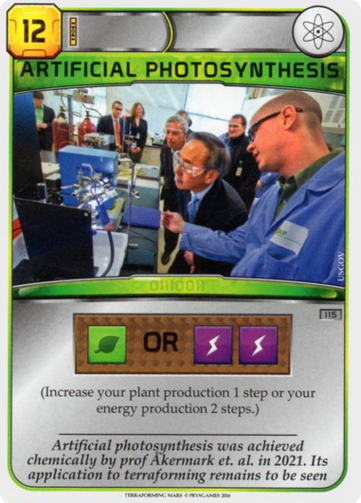 12
ARTIFICIAL PHOTOSYNTHESIS
USGOV
115
OR
(Increase your plant production 1 step or your
energy production 2 steps.)
Artificial photosynthesis was achieved
chemically by prof Åkermark et. al. in 2021. Its
application to terraforming remains to be seen
TERRAFORMING MARS © FRYXGAMES 2016